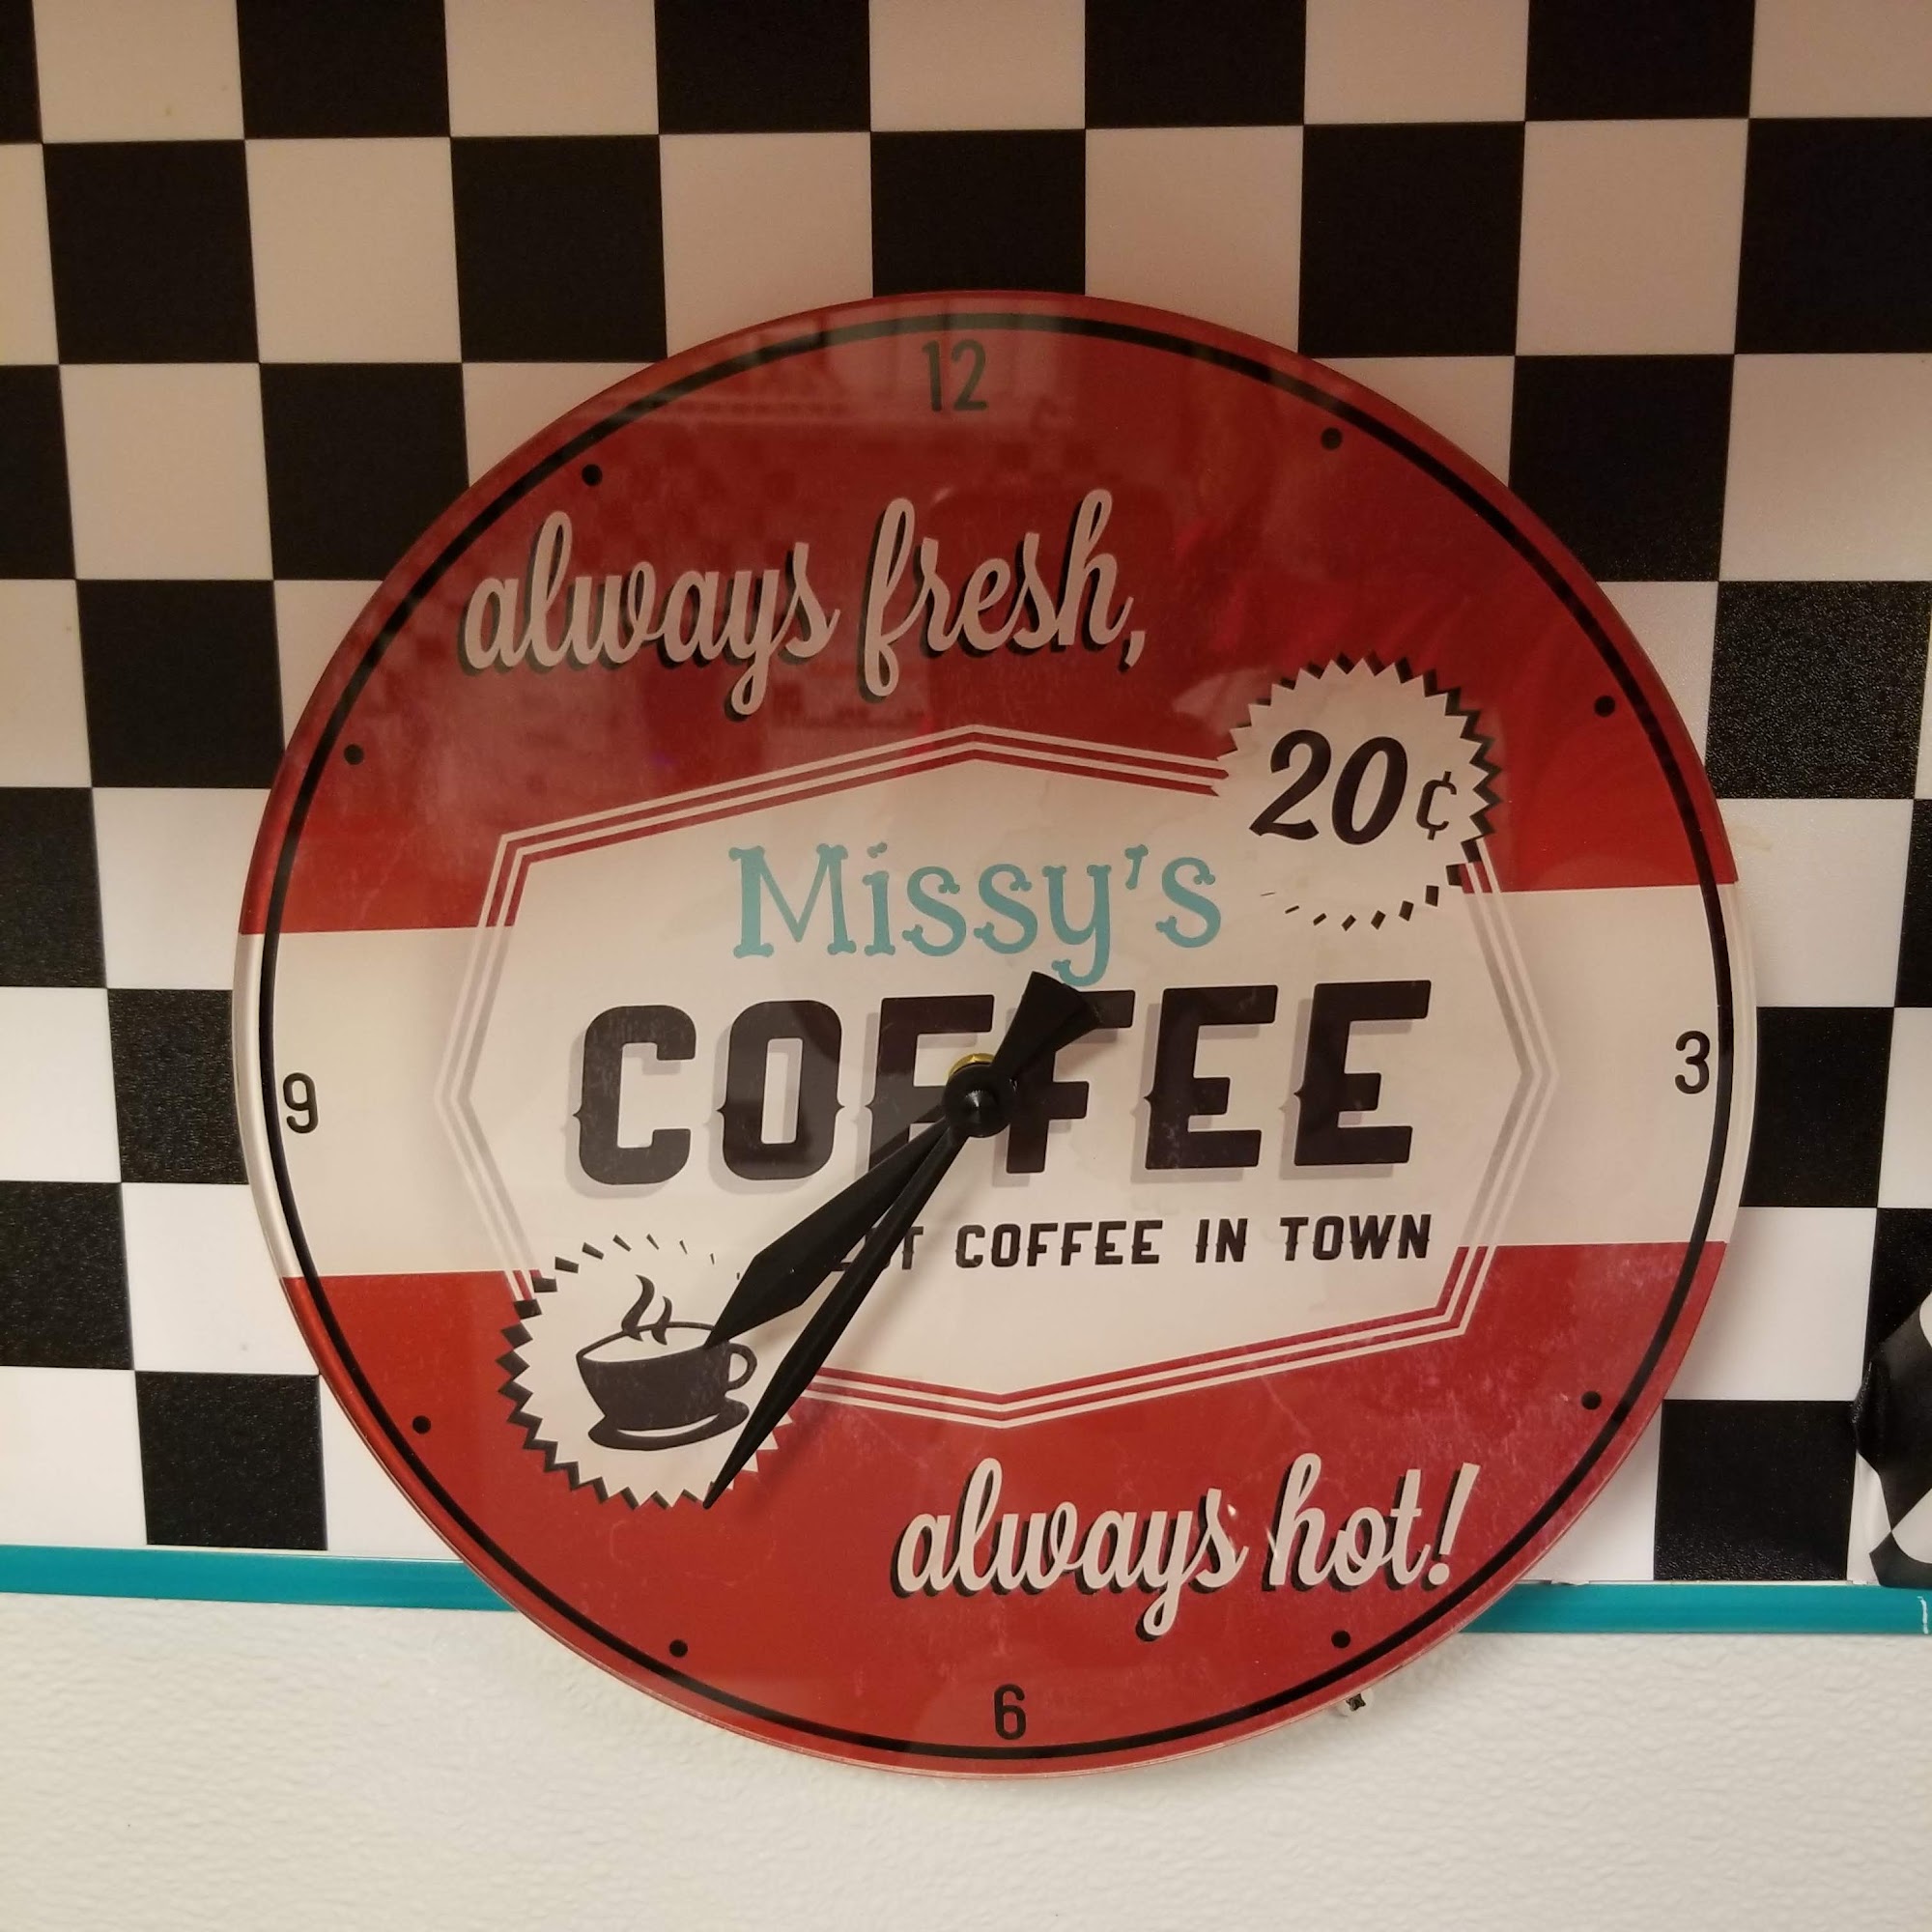 12
always fresh,
20¢
Missy's
COFFEE
9
3
COFFEE IN TOWN
always hot!
6